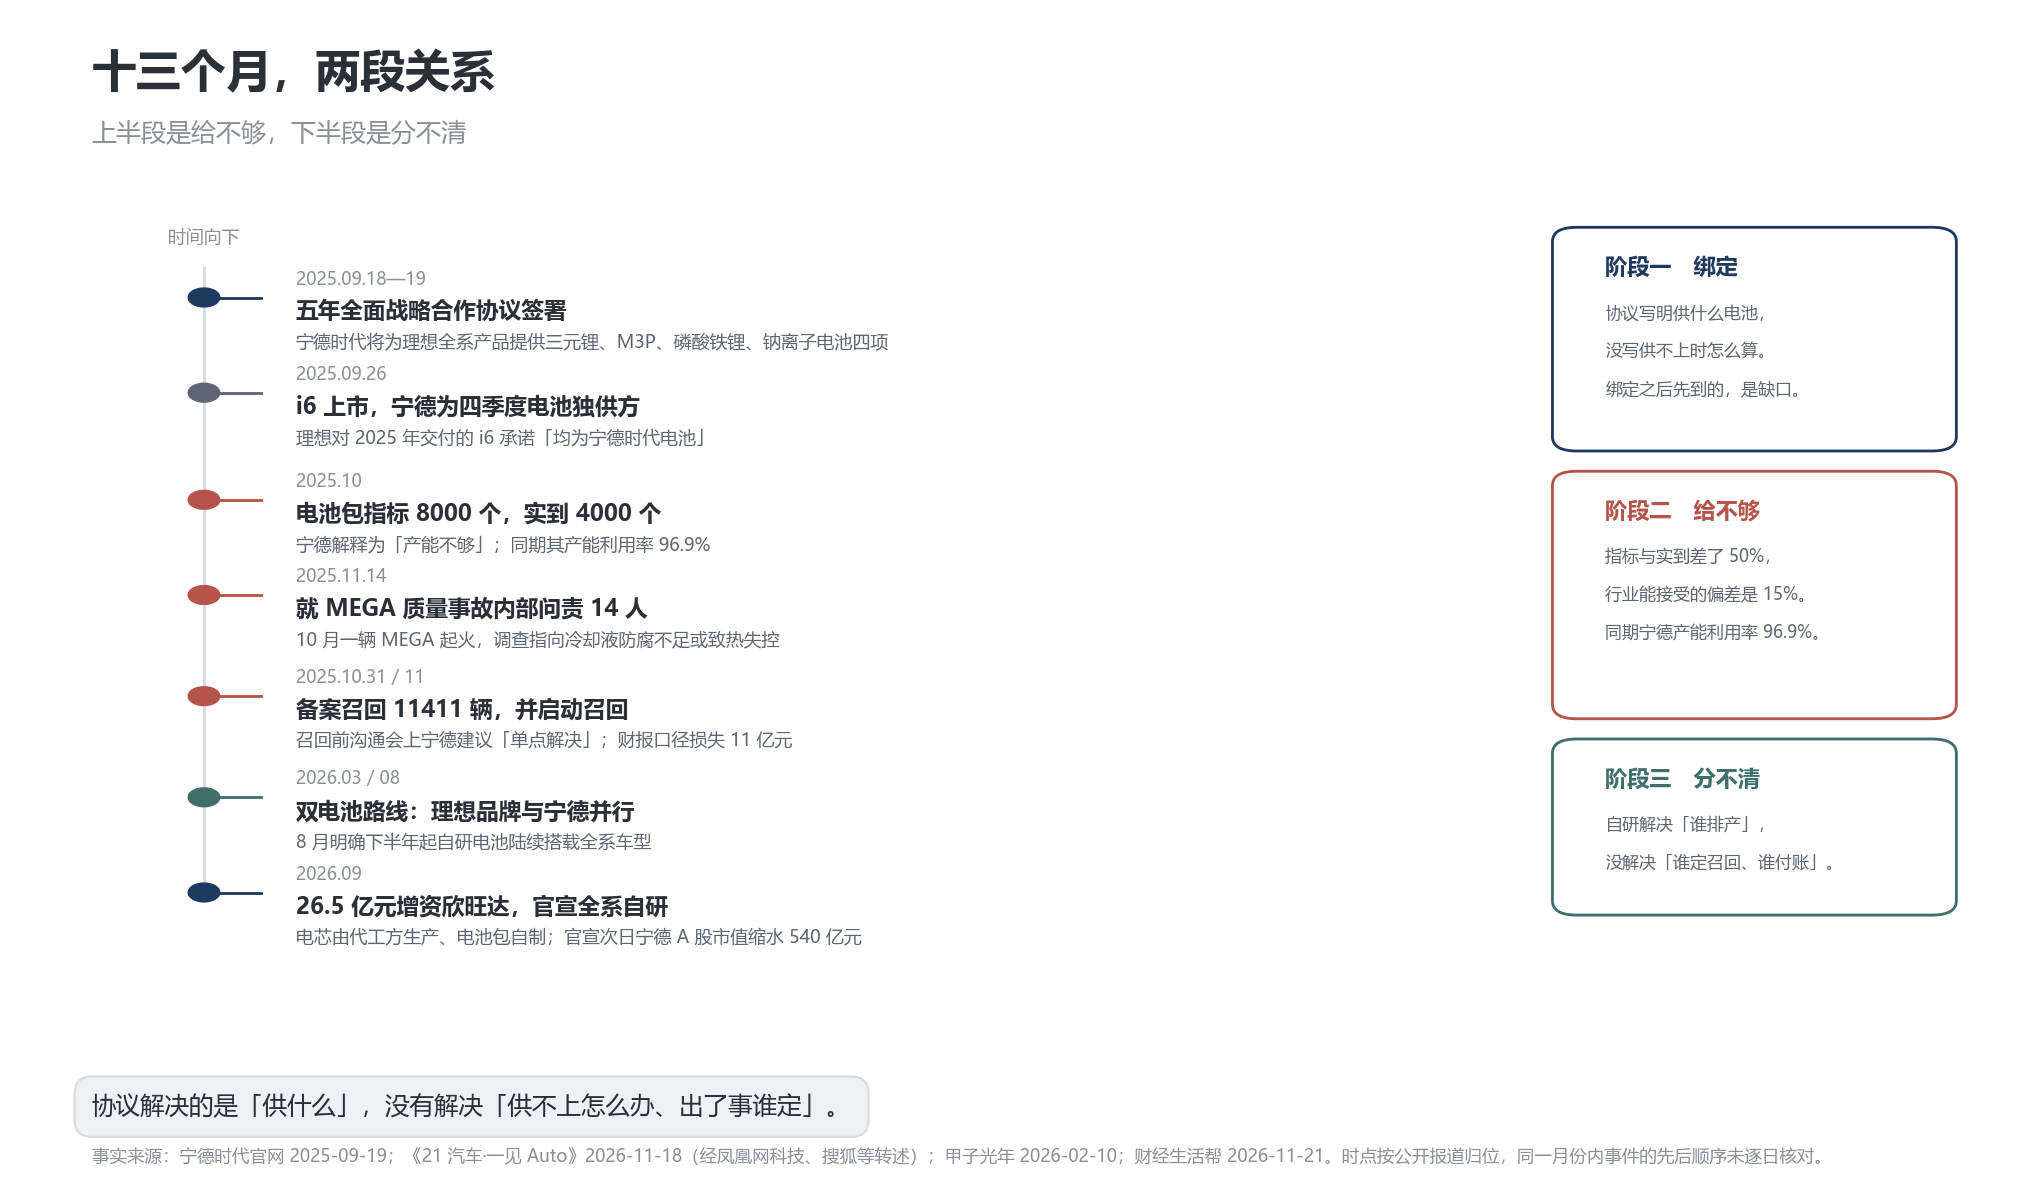 十三个月，两段关系
上半段是给不够，下半段是分不清
时间向下
2025.09.18—19
五年全面战略合作协议签署
宁德时代将为理想全系产品提供三元锂、M3P、磷酸铁锂、钠离子电池四项
2025.09.26
i6 上市，宁德为四季度电池独供方
理想对 2025 年交付的 i6 承诺「均为宁德时代电池」
2025.10
电池包指标 8000 个，实到 4000 个
宁德解释为「产能不够」；同期其产能利用率 96.9%
2025.11.14
就 MEGA 质量事故内部问责 14 人
10 月一辆 MEGA 起火，调查指向冷却液防腐不足或致热失控
2025.10.31 / 11
备案召回 11411 辆，并启动召回
召回前沟通会上宁德建议「单点解决」；财报口径损失 11 亿元
2026.03 / 08
双电池路线：理想品牌与宁德并行
8 月明确下半年起自研电池陆续搭载全系车型
2026.09
26.5 亿元增资欣旺达，官宣全系自研
电芯由代工方生产、电池包自制；官宣次日宁德 A 股市值缩水 540 亿元
阶段一　绑定
协议写明供什么电池，
没写供不上时怎么算。
绑定之后先到的，是缺口。
阶段二　给不够
指标与实到差了 50%，
行业能接受的偏差是 15%。
同期宁德产能利用率 96.9%。
阶段三　分不清
自研解决「谁排产」，
没解决「谁定召回、谁付账」。
协议解决的是「供什么」，没有解决「供不上怎么办、出了事谁定」。
事实来源：宁德时代官网 2025-09-19；《21 汽车·一见 Auto》2026-11-18（经凤凰网科技、搜狐等转述）；甲子光年 2026-02-10；财经生活帮 2026-11-21。时点按公开报道归位，同一月份内事件的先后顺序未逐日核对。